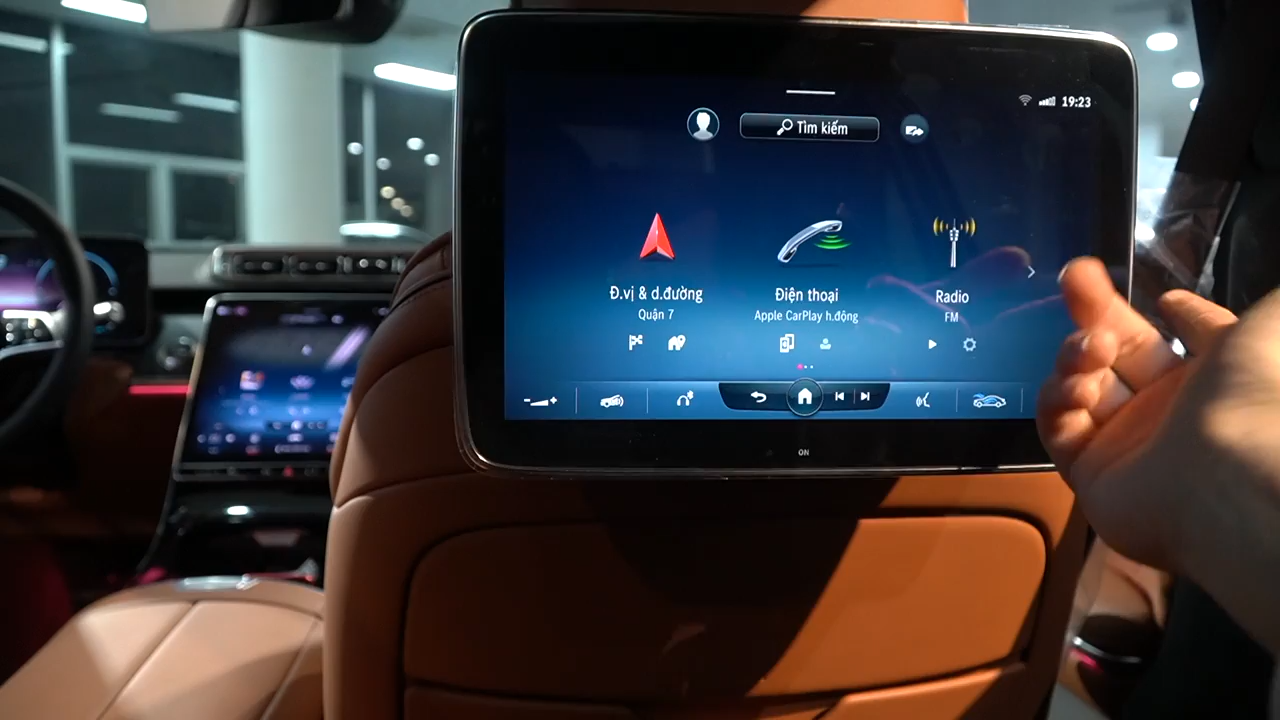 19:23
Tìm kiếm
Đ.vị & d.đường
Quận 7
Điện thoại
Apple CarPlay h.động
Radio
FM
ON